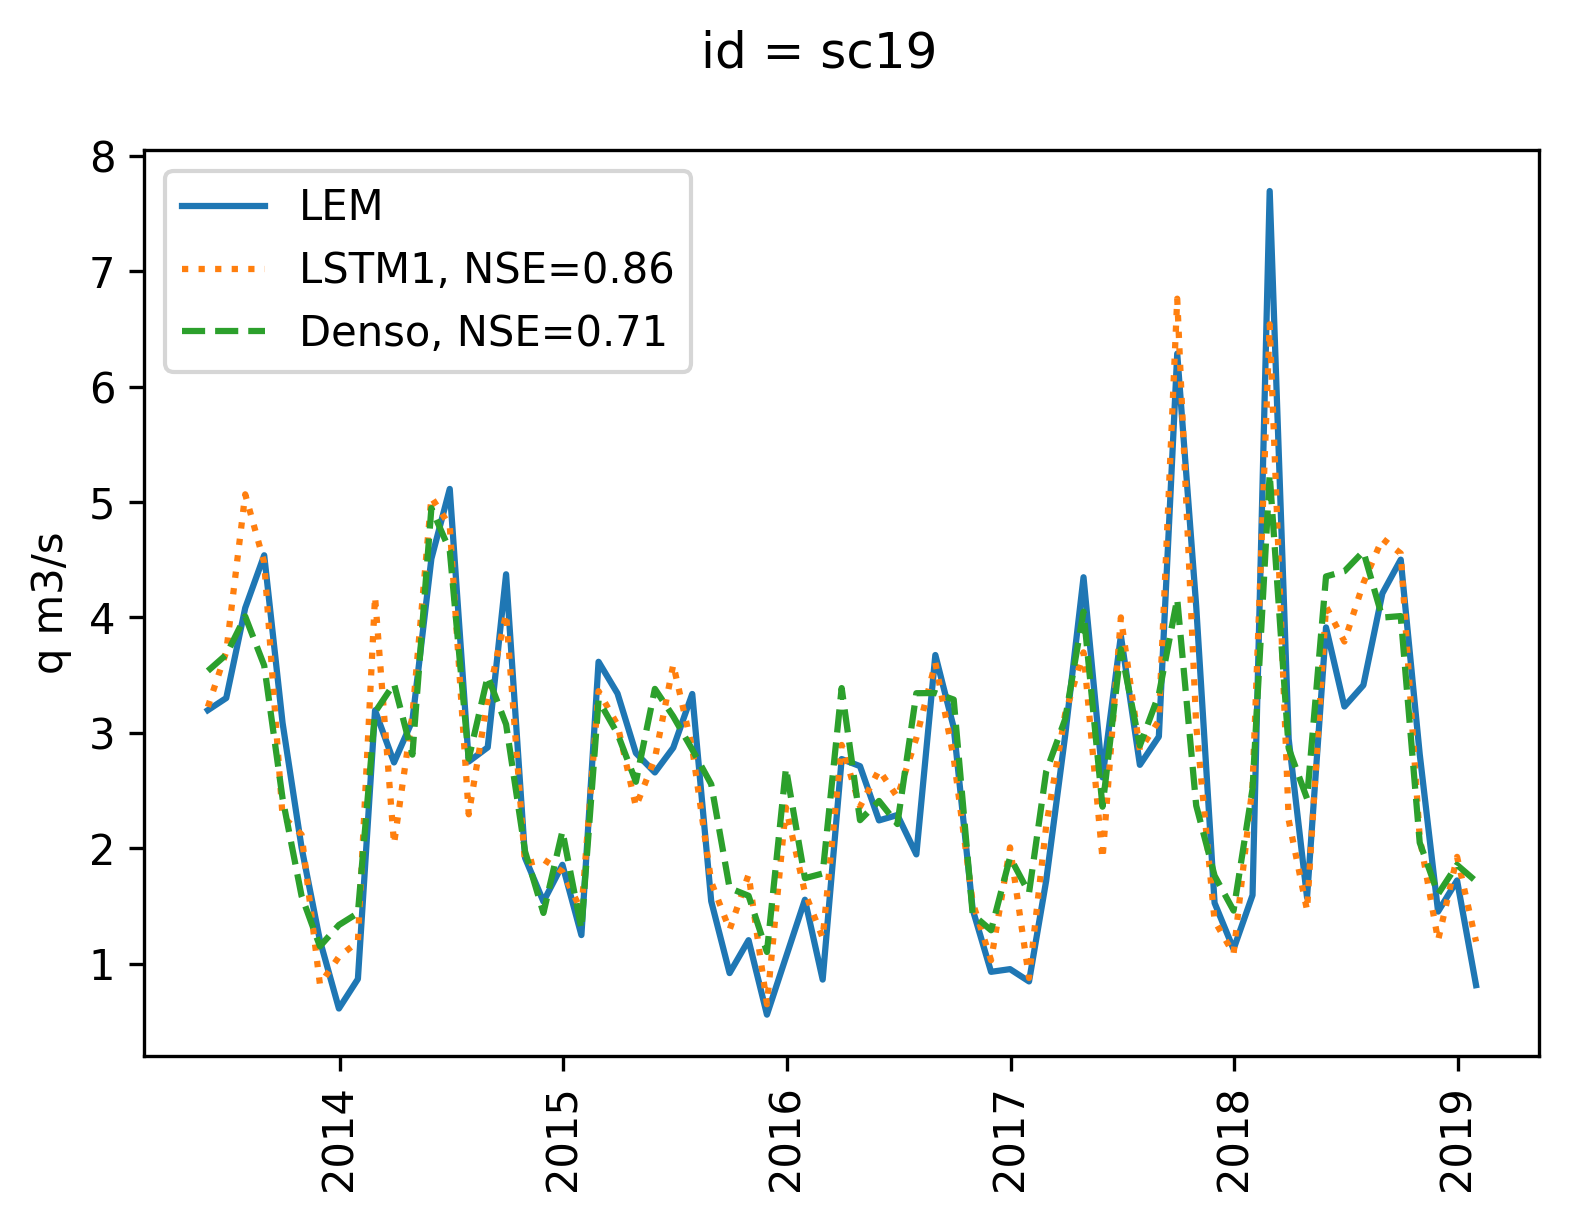 id = sc19
LEM
LSTM1, NSE=0.86
Denso, NSE=0.71
q m3/s
8
7
6
5
4
3
2
1
2014
2015
2016
2017
2018
2019